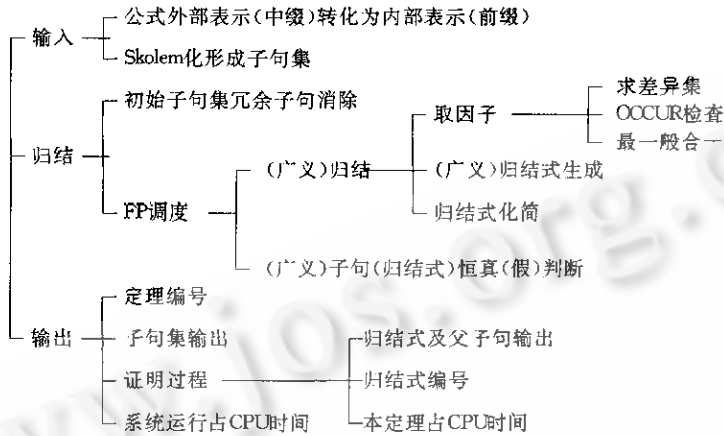 公式外部表示(中缀)转化为内部表示(前缀)
输入
Skolem化形成子句集
初始子句集冗余子句消除
求差异集
取因子
OCCUR检查
最一般合一
归结
(广义)归结
(广义)归结式生成
FP调度
归结式化简
(广义)子句(归结式)恒真(假)判断
定理编号
输出
子句集输出
归结式及父子句输出
证明过程
归结式编号
系统运行占CPU时间
本定理占CPU时间
www.jos.org.c